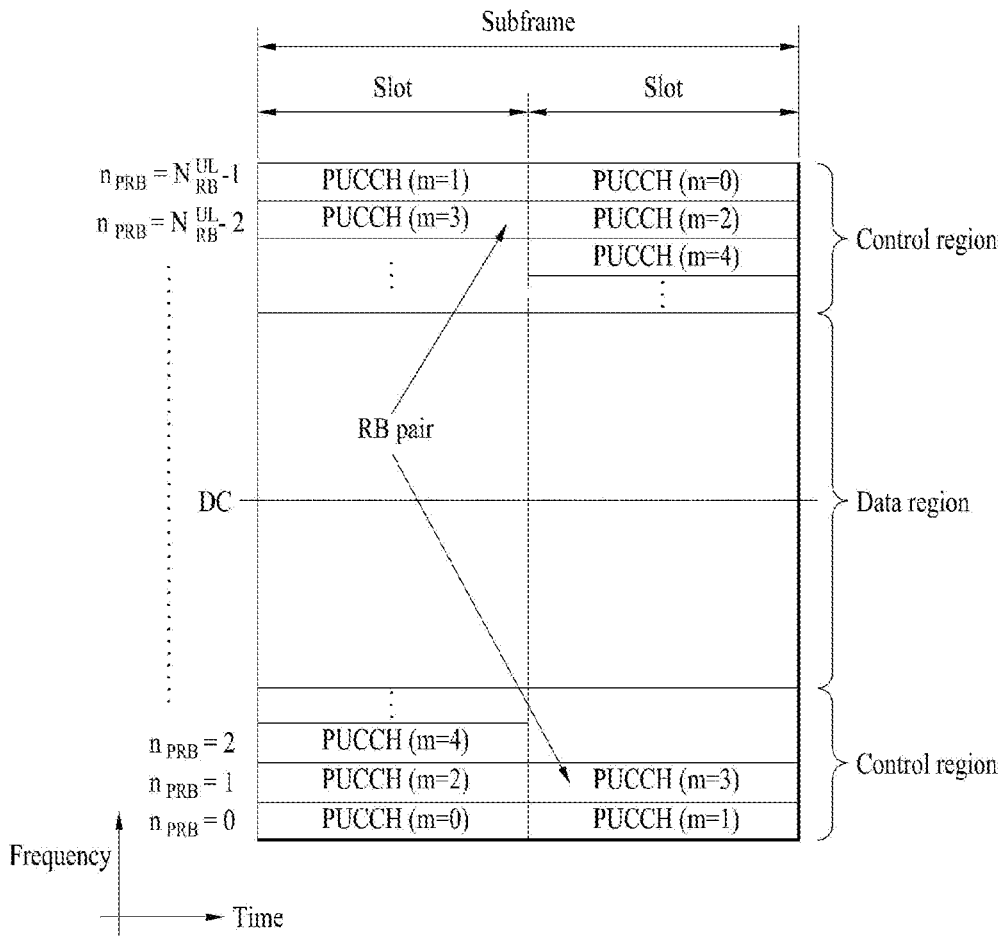 Subframe
Slot Slot
n PRB = N UL RB -1 PUCCH (m=1) PUCCH (m=0)
n PRB = N UL RB - 2 PUCCH (m=3) PUCCH (m=2)
Control region
PUCCH (m=4)
RB pair
DC
Data region
n PRB = 2 PUCCH (m=4)
Control region
n PRB = 1 PUCCH (m=2) PUCCH (m=3)
n PRB = 0 PUCCH (m=0) PUCCH (m=1)
Frequency
Time